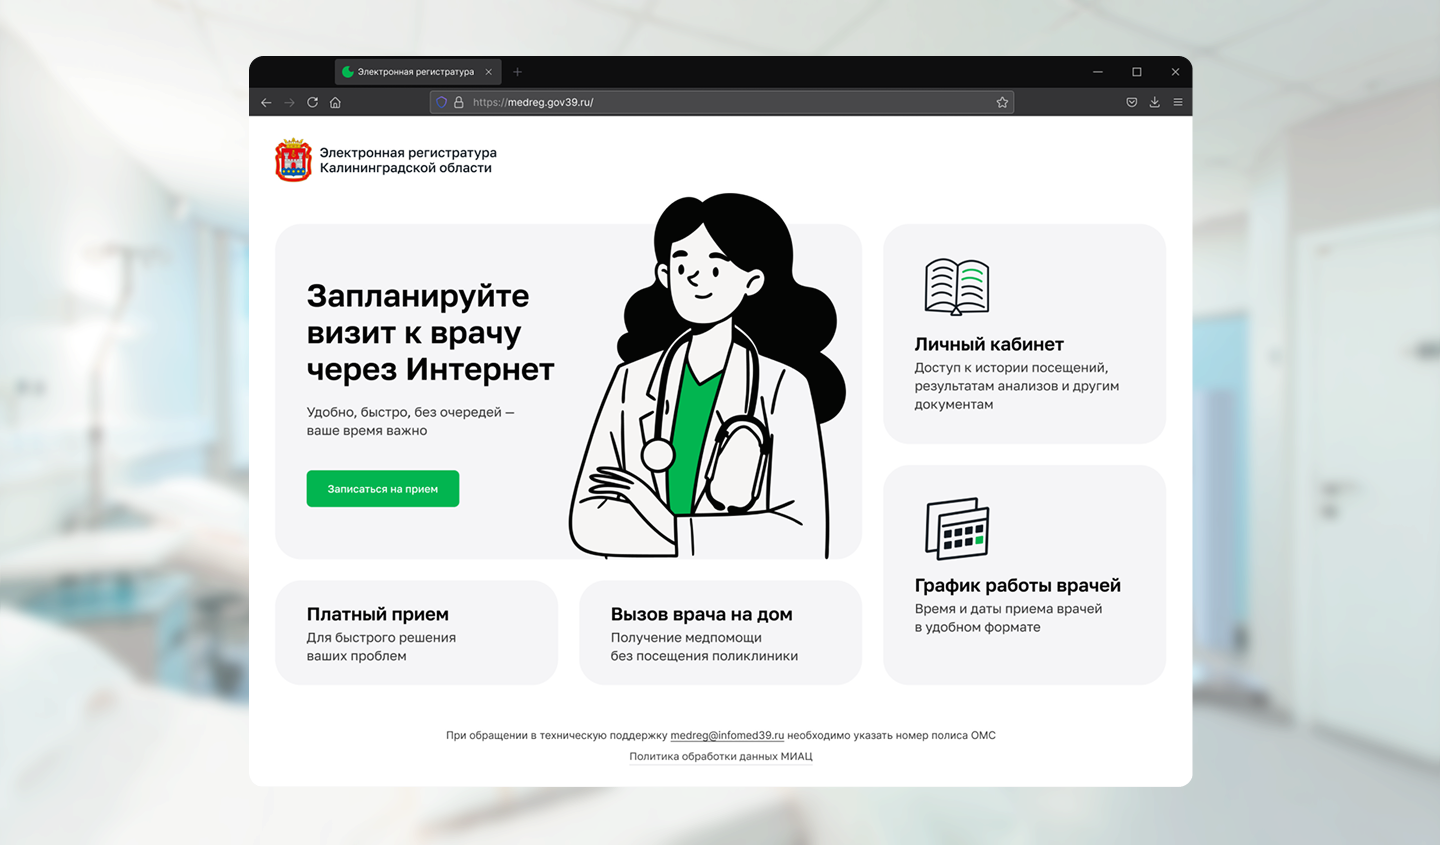 Электронная регистратура
https://medreg.gov39.ru/
Электронная регистратура
Калининградской области
Запланируйте
визит к врачу
через Интернет
Удобно, быстро, без очередей —
ваше время важно
Записаться на прием
Личный кабинет
Доступ к истории посещений,
результатам анализов и другим
документам
График работы врачей
Время и даты приема врачей
в удобном формате
Платный прием
Для быстрого решения
ваших проблем
Вызов врача на дом
Получение медпомощи
без посещения поликлиники
При обращении в техническую поддержку medreg@infomed39.ru необходимо указать номер полиса ОМС
Политика обработки данных МИАЦ